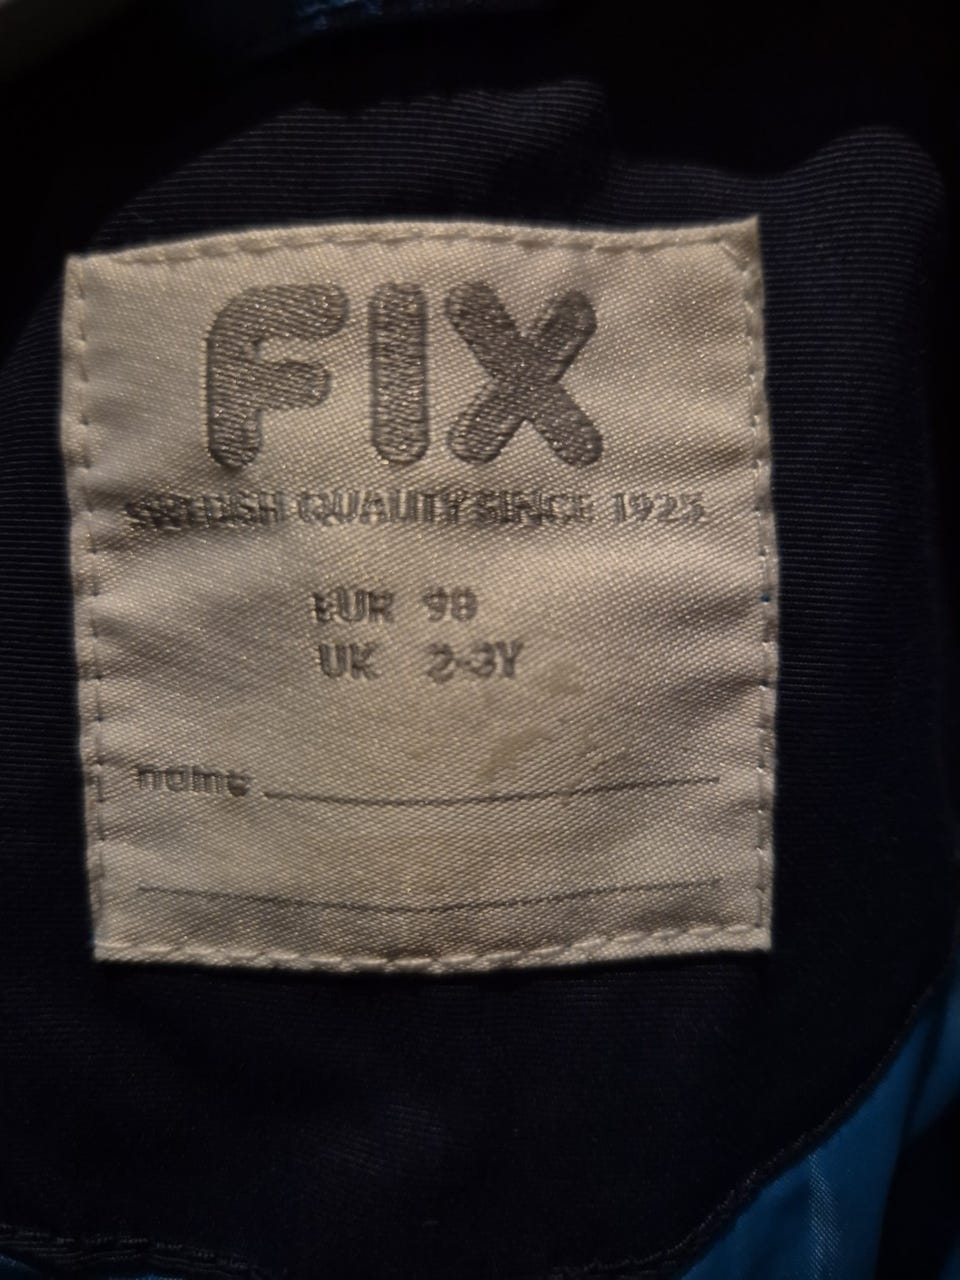 FIX
SWEDISH QUALITY SINCE 1925
EUR 98
UK 2-3Y
name